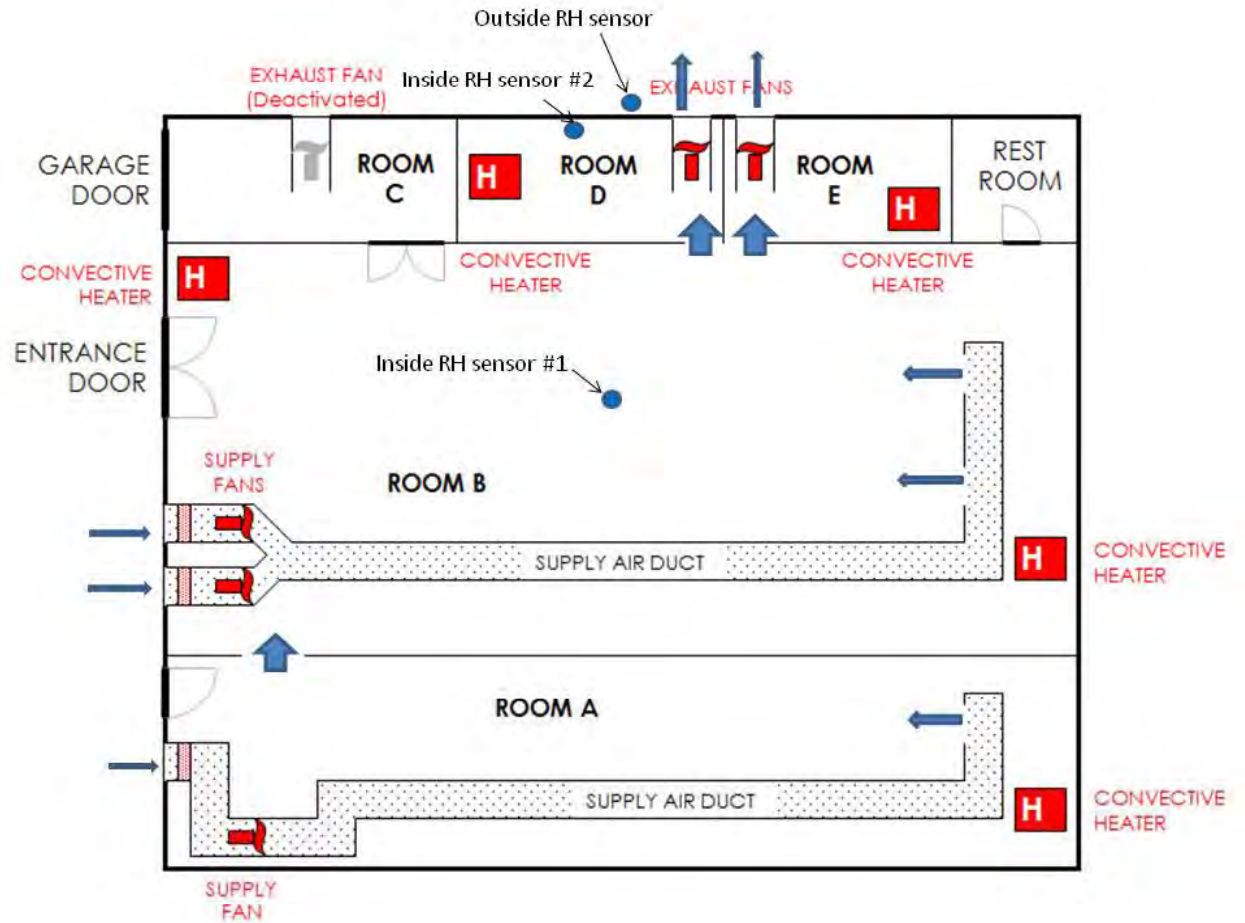 Outside RH sensor
EXHAUST FAN
(Deactivated)
Inside RH sensor #2
EXHAUST FANS
GARAGE
DOOR
ROOM
C
H
ROOM
D
ROOM
E
H
REST
ROOM
CONVECTIVE
HEATER
H
CONVECTIVE
HEATER
CONVECTIVE
HEATER
ENTRANCE
DOOR
Inside RH sensor #1
SUPPLY
FANS
ROOM B
SUPPLY AIR DUCT
H
CONVECTIVE
HEATER
ROOM A
SUPPLY AIR DUCT
H
CONVECTIVE
HEATER
SUPPLY
FAN